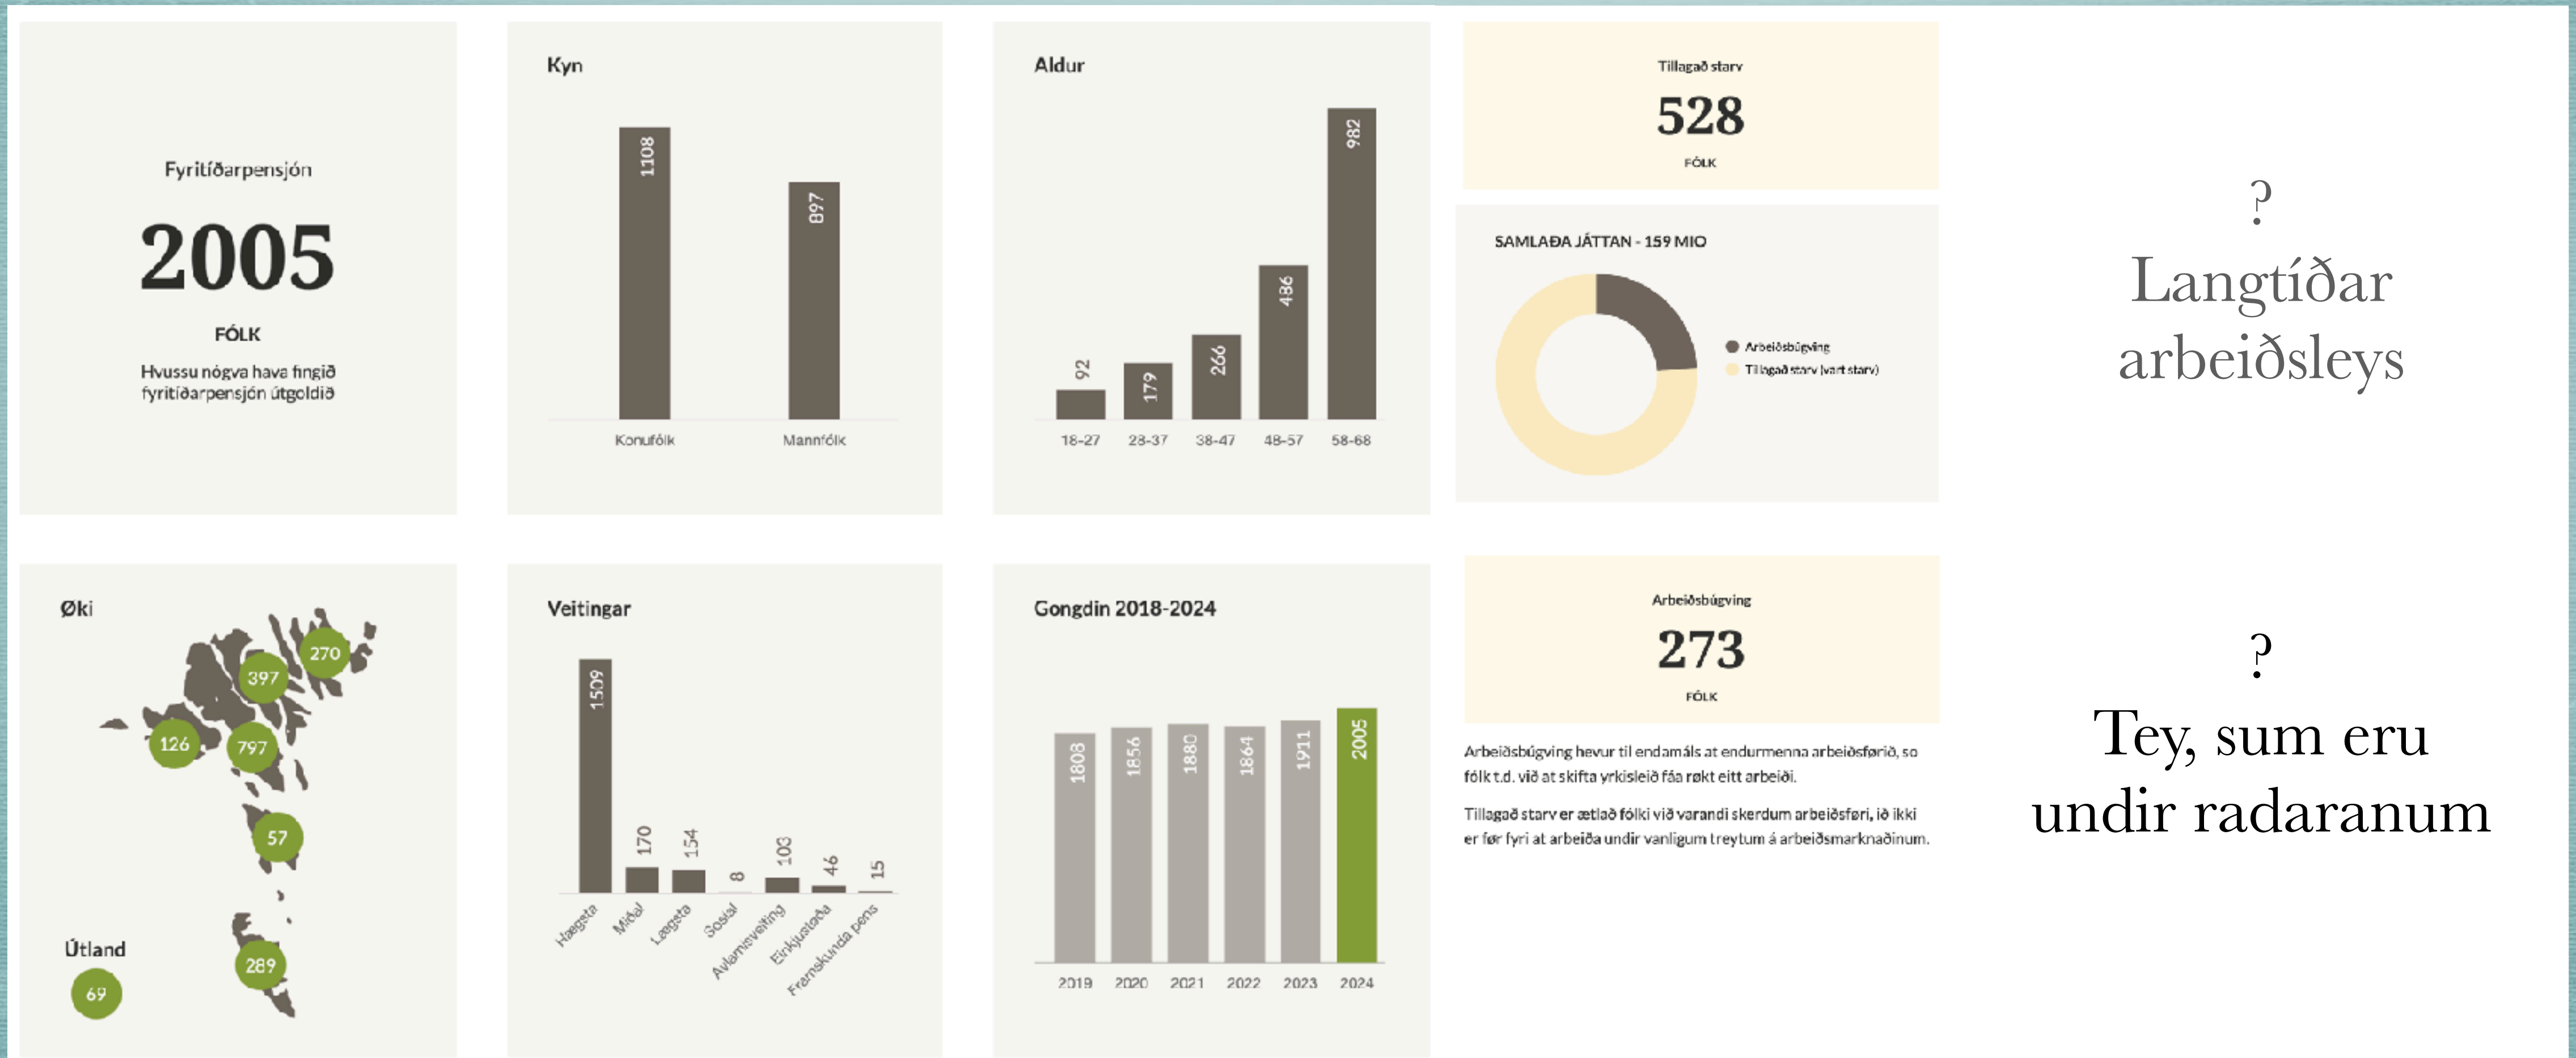 Fyritíðarpensjón
2005
FÓLK
Hvussu nógva hava fingið
fyritíðarpensjón útgoldið
Kyn
1108
897
Konufólk
Mannfólk
Aldur
92
179
266
486
982
18-27
28-37
38-47
48-57
58-68
Tillagað starv
528
FÓLK
SAMLAÐA JÁTTAN - 159 MIO
Arbeiðsbúgving
Tillagað starv (vart starv)
?
Langtíðar
arbeiðsleys
Øki
270
397
126
797
57
289
Útland
69
Veitingar
1509
170
154
8
103
46
15
Hægsta
Miðal
Lægsta
Sosial
Avlamisveiting
Einkjustøða
Framskunda pens
Gongdin 2018-2024
1808
1856
1880
1864
1911
2005
2019
2020
2021
2022
2023
2024
Arbeiðsbúgving
273
FÓLK
Arbeiðsbúgving hevur til endamáls at endurmenna arbeiðsførið, so
fólk t.d. við at skifta yrkisleið fáa røkt eitt arbeiði.
Tillagað starv er ætlað fólki við varandi skerdum arbeiðsføri, ið ikki
er før fyri at arbeiða undir vanligum treytum á arbeiðsmarknaðinum.
?
Tey, sum eru
undir radaranum